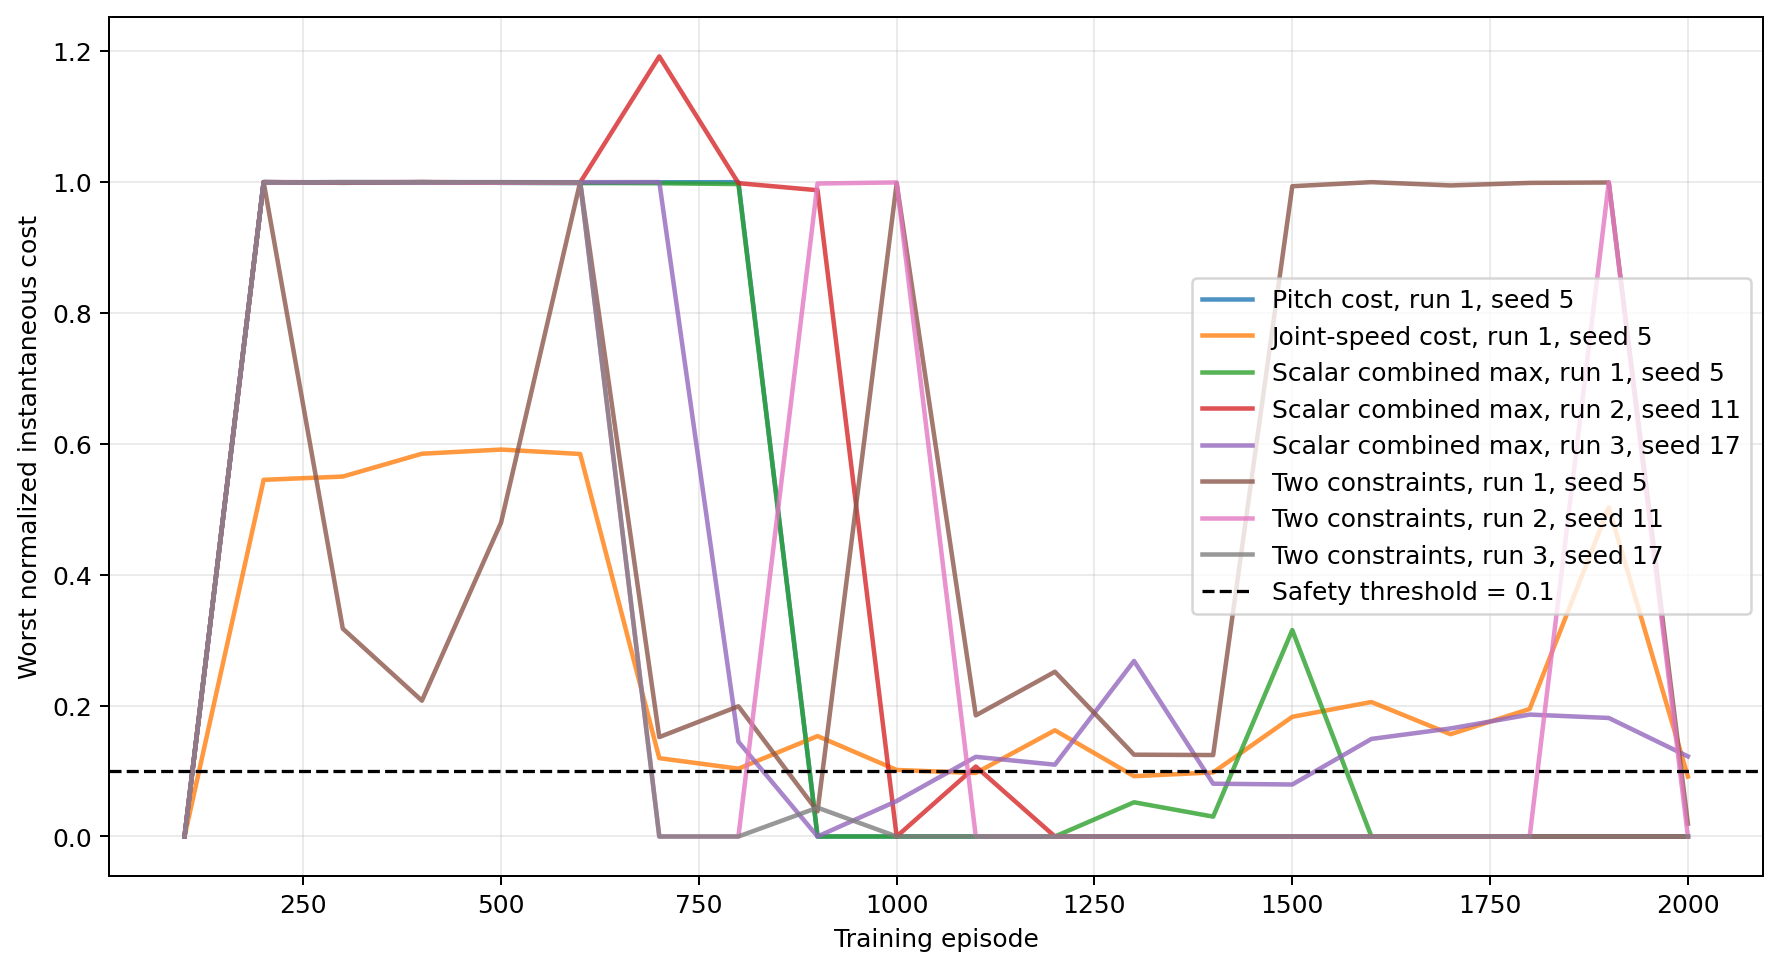 1.2
1.0
0.8
0.6
0.4
0.2
0.0
Worst normalized instantaneous cost
Pitch cost, run 1, seed 5
Joint-speed cost, run 1, seed 5
Scalar combined max, run 1, seed 5
Scalar combined max, run 2, seed 11
Scalar combined max, run 3, seed 17
Two constraints, run 1, seed 5
Two constraints, run 2, seed 11
Two constraints, run 3, seed 17
Safety threshold = 0.1
250 500 750 1000 1250 1500 1750 2000
Training episode